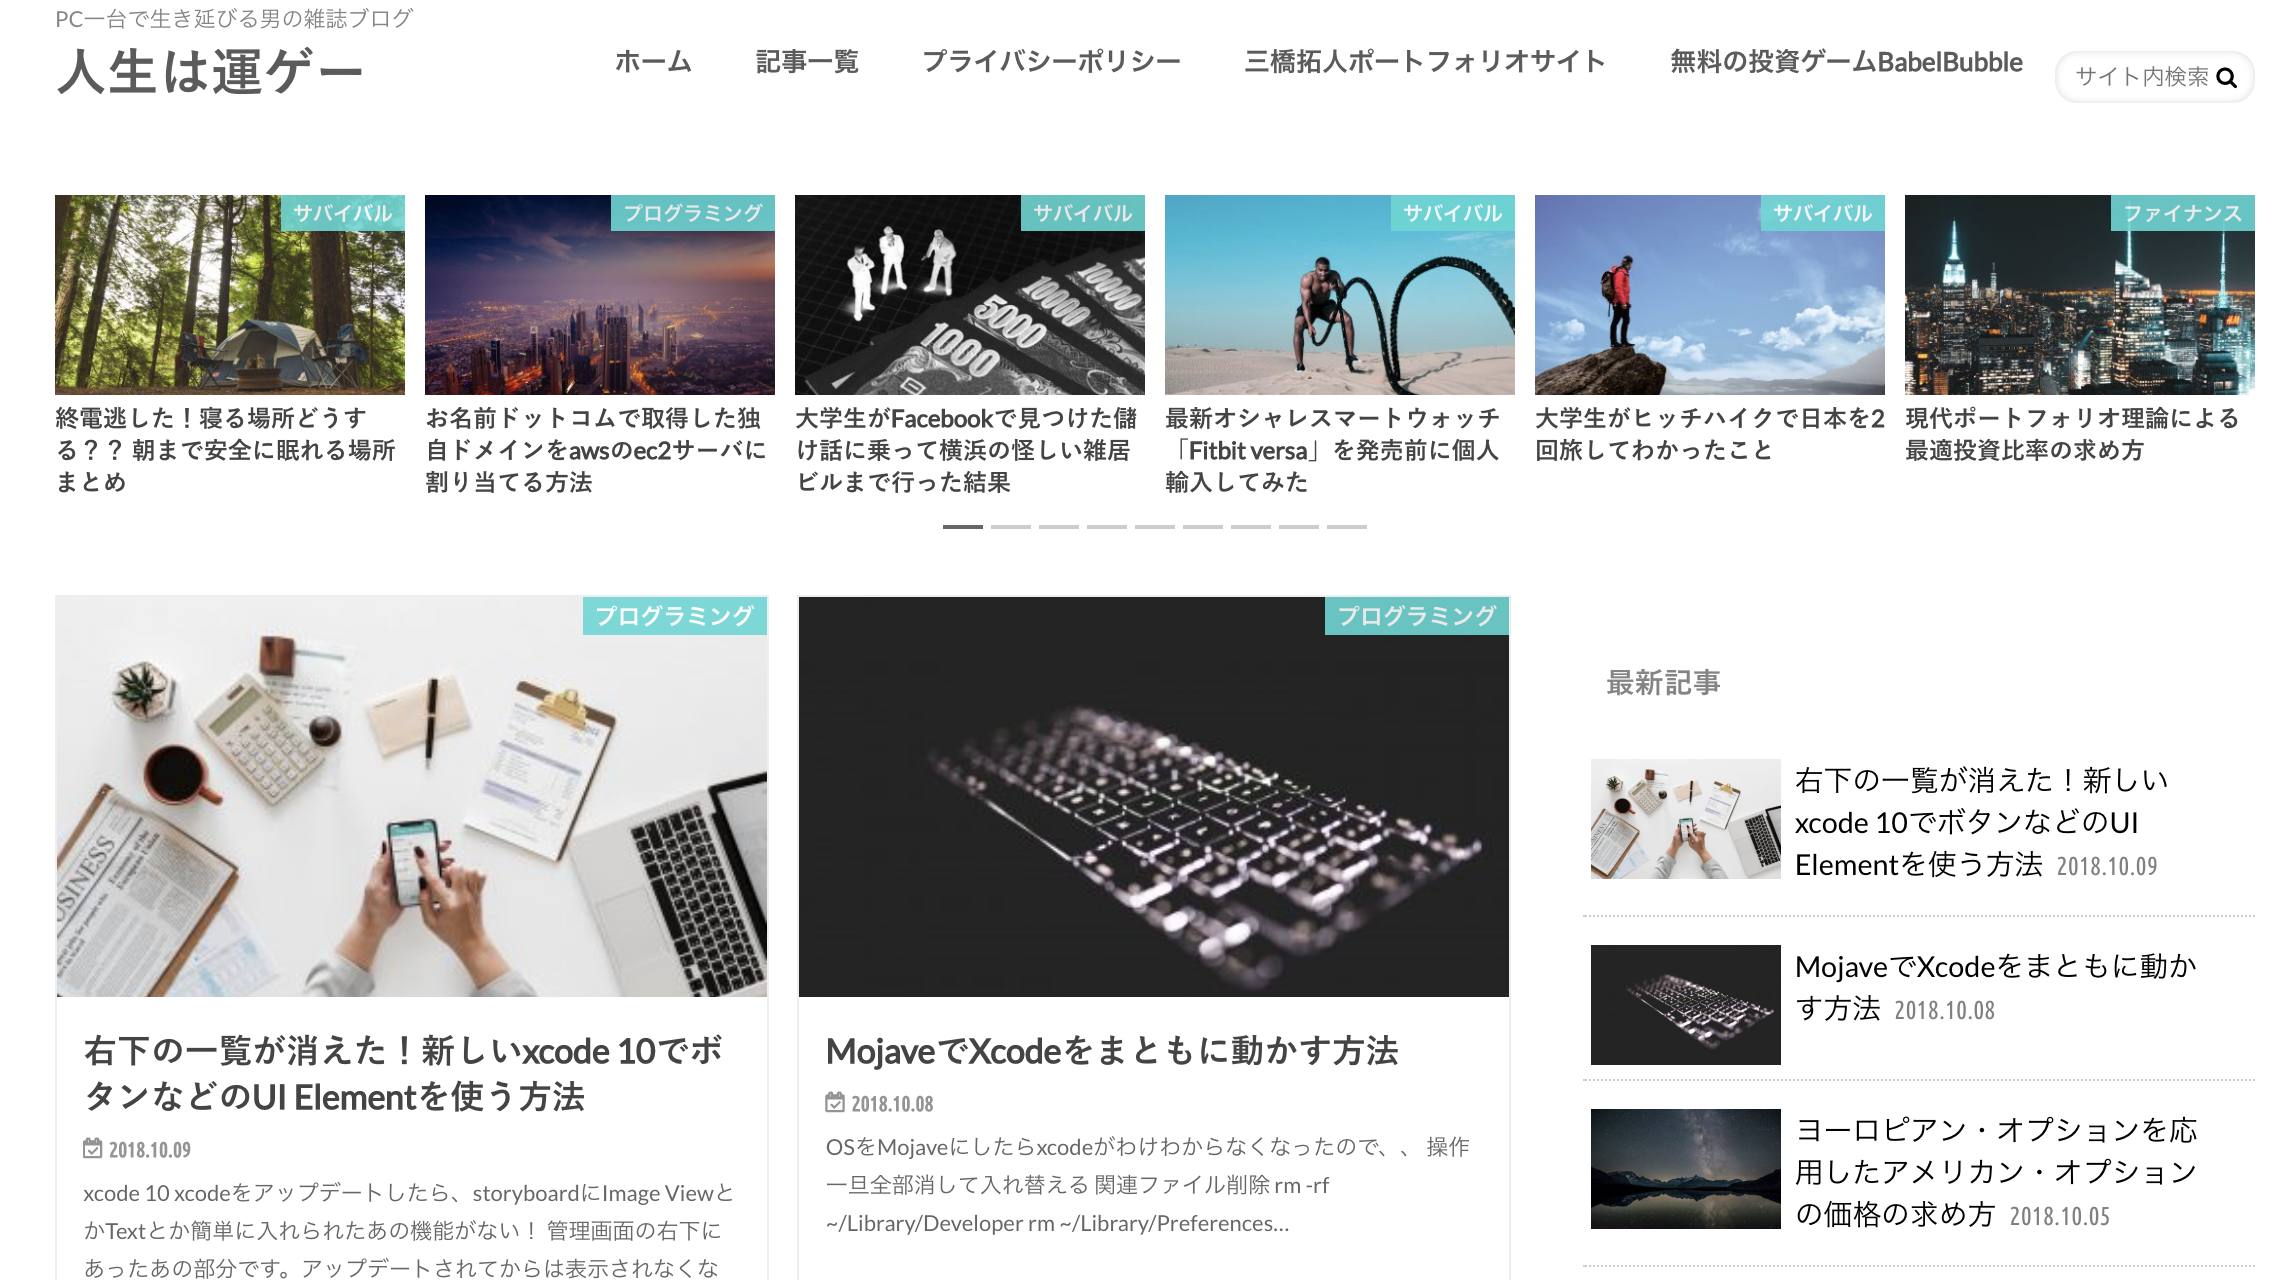 PC一台で生き延びる男の雑誌ブログ
人生は運ゲー
ホーム 記事一覧 プライバシーポリシー 三橋拓人ポートフォリオサイト 無料の投資ゲームBabelBubble サイト内検索
サバイバル
終電逃した！寝る場所どうす
る？？ 朝まで安全に眠れる場所
まとめ
プログラミング
お名前ドットコムで取得した独
自ドメインをawsのec2サーバに
割り当てる方法
サバイバル
1000
5000
10000
10000
大学生がFacebookで見つけた儲
け話に乗って横浜の怪しい雑居
ビルまで行った結果
サバイバル
最新オシャレスマートウォッチ
「Fitbit versa」を発売前に個人
輸入してみた
サバイバル
大学生がヒッチハイクで日本を2
回旅してわかったこと
ファイナンス
現代ポートフォリオ理論による
最適投資比率の求め方
プログラミング
BUSINESS
右下の一覧が消えた！新しいxcode 10でボ
タンなどのUI Elementを使う方法
2018.10.09
xcode 10 xcodeをアップデートしたら、storyboardにImage Viewと
かTextとか簡単に入れられたあの機能がない！ 管理画面の右下に
あったあの部分です。アップデートされてからは表示されなくな
プログラミング
MojaveでXcodeをまともに動かす方法
2018.10.08
OSをMojaveにしたらxcodeがわけわからなくなったので、、 操作
一旦全部消して入れ替える 関連ファイル削除 rm -rf
~/Library/Developer rm ~/Library/Preferences...
最新記事
右下の一覧が消えた！新しい
xcode 10でボタンなどのUI
Elementを使う方法 2018.10.09
MojaveでXcodeをまともに動か
す方法 2018.10.08
ヨーロピアン・オプションを応
用したアメリカン・オプション
の価格の求め方 2018.10.05